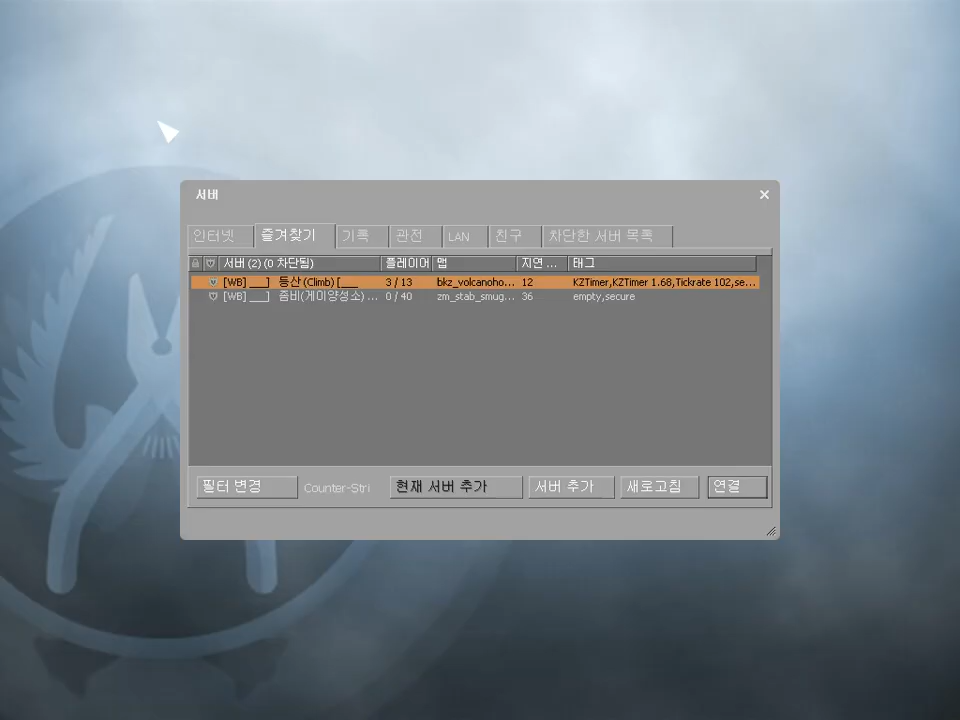 서버
인터넷 즐겨찾기 기록 관전 LAN 친구 차단한 서버 목록
서버 (2) (0 차단됨) 플레이어 맵 지연 ... 태그
[WB] ___ ] 등산 (Climb) [___ 3 / 13 bkz_volcanoho... 12 KZTimer,KZTimer 1.68,Tickrate 102,se...
[WB] ___ ] 좀비(게이양성소) ... 0 / 40 zm_stab_smug... 36 empty,secure
필터 변경 Counter-Stri 현재 서버 추가 서버 추가 새로고침 연결